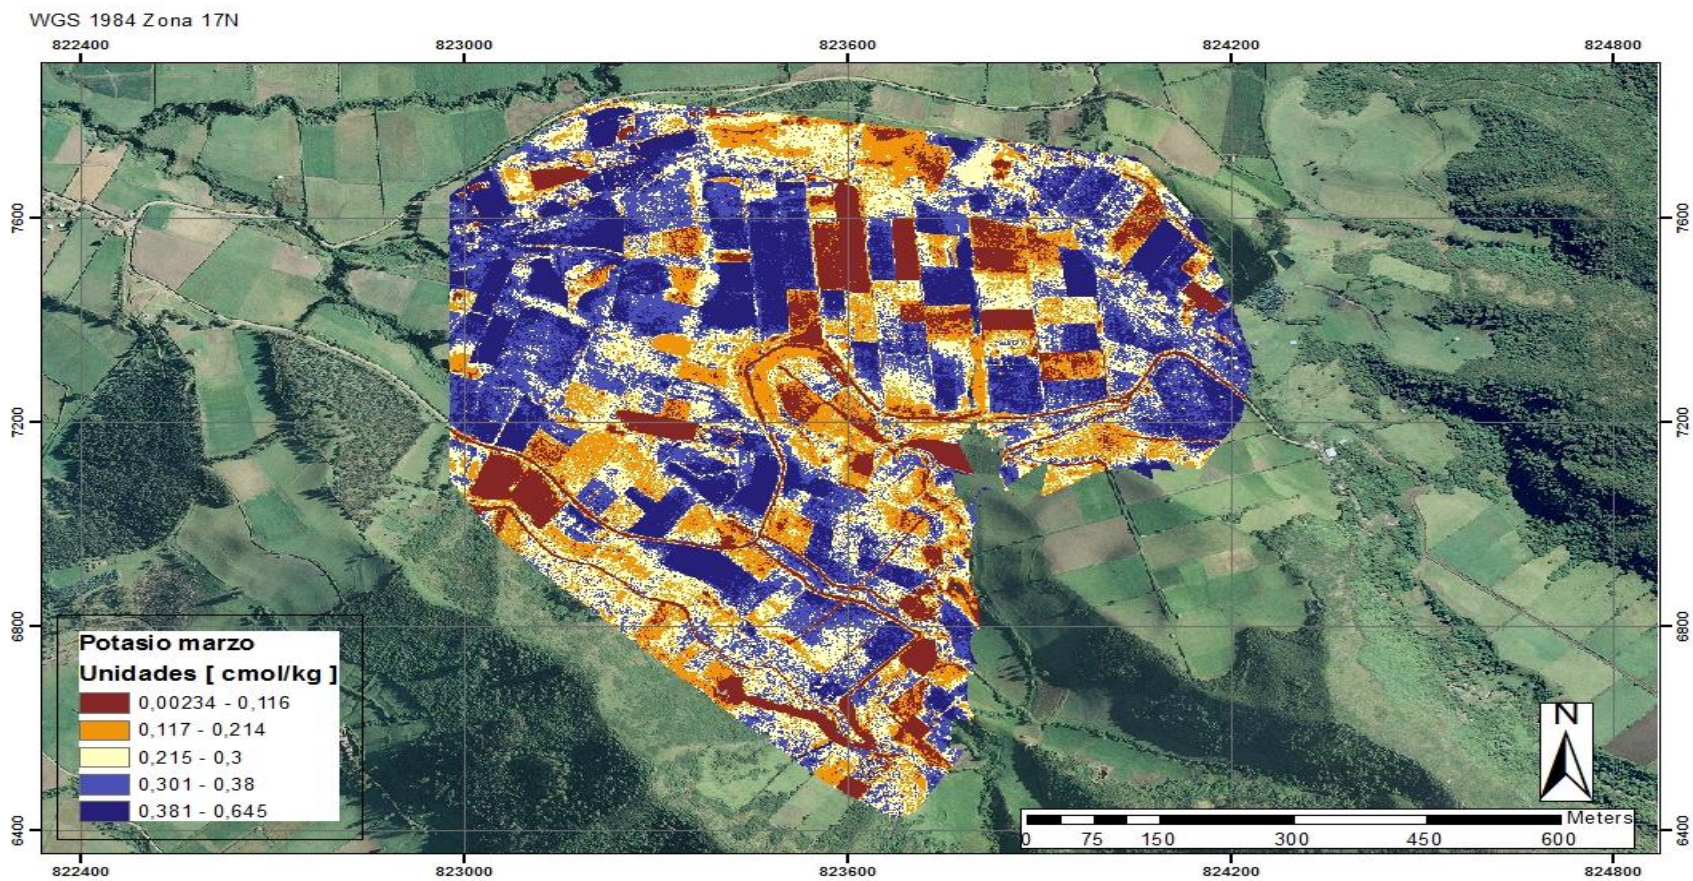 WGS 1984 Zona 17N
822400 823000 823600 824200 824800
7600 7600
7200 7200
6800 6800
Potasio marzo
Unidades [ cmol/kg ]
0,00234 - 0,116
0,117 - 0,214
0,215 - 0,3
0,301 - 0,38
0,381 - 0,645
N
Meters
0 75 150 300 450 600
6400 6400
822400 823000 823600 824200 824800